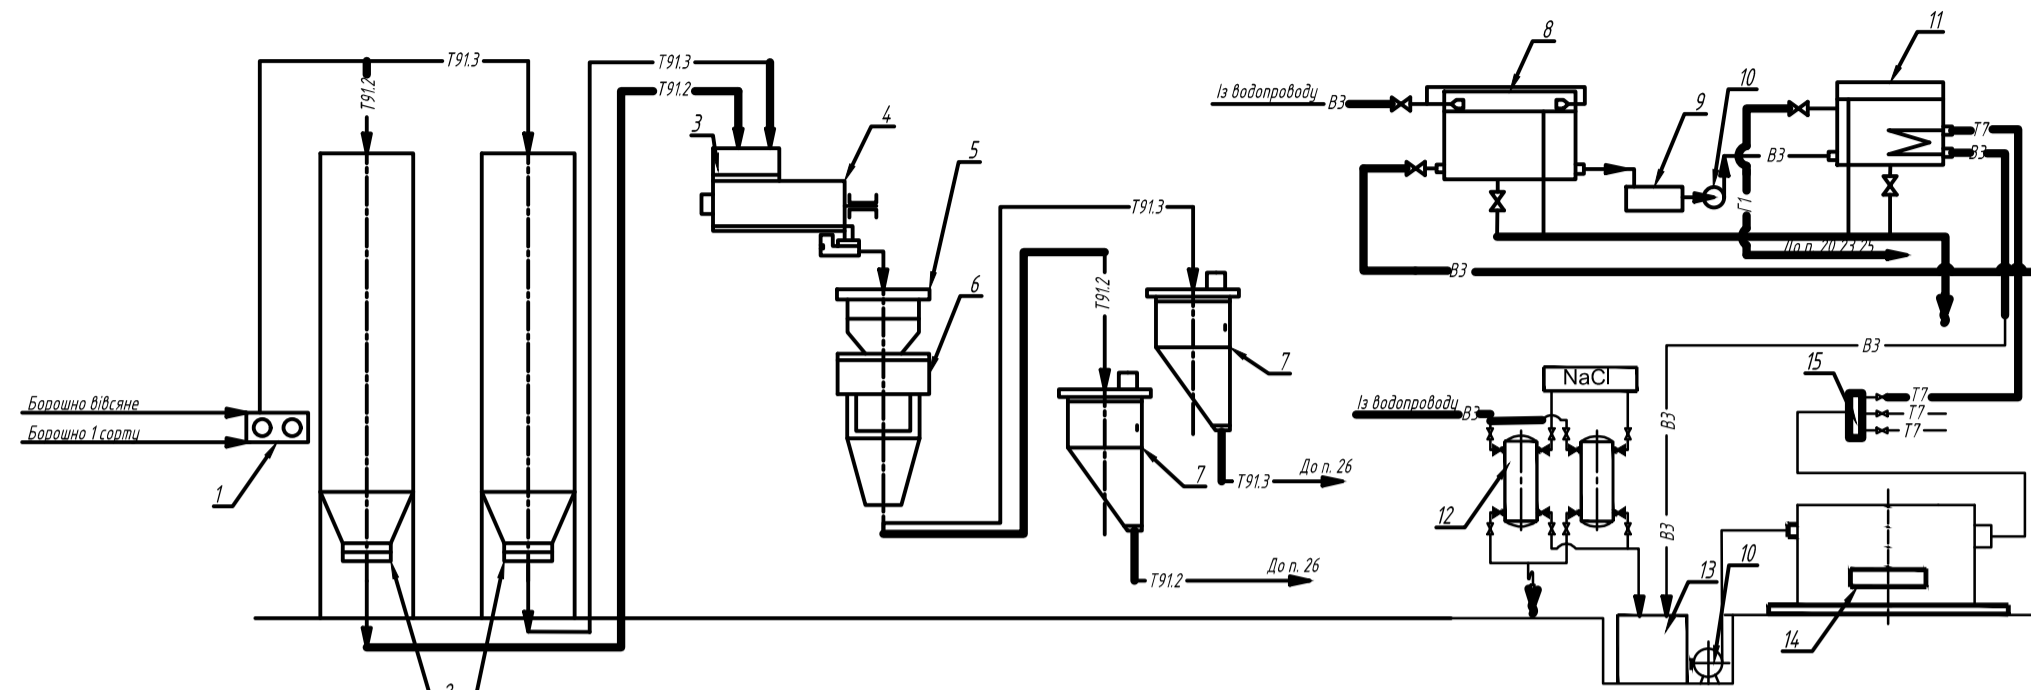 Т91.3
Т91.2
Борошно вівсяне
Борошно 1 сорту
1
2
Т91.3
Т91.2
3
4
5
6
Т91.3
Т91.2
7
7
Т91.3
До п. 26
Т91.2
До п. 26
Із водопроводу
В3
8
9
10
11
В3
Т7
В3
Г1
До п. 20,23,25
В3
В3
15
Т7
Т7
Т7
NaCl
Із водопроводу
В3
В3
В3
12
13
10
14